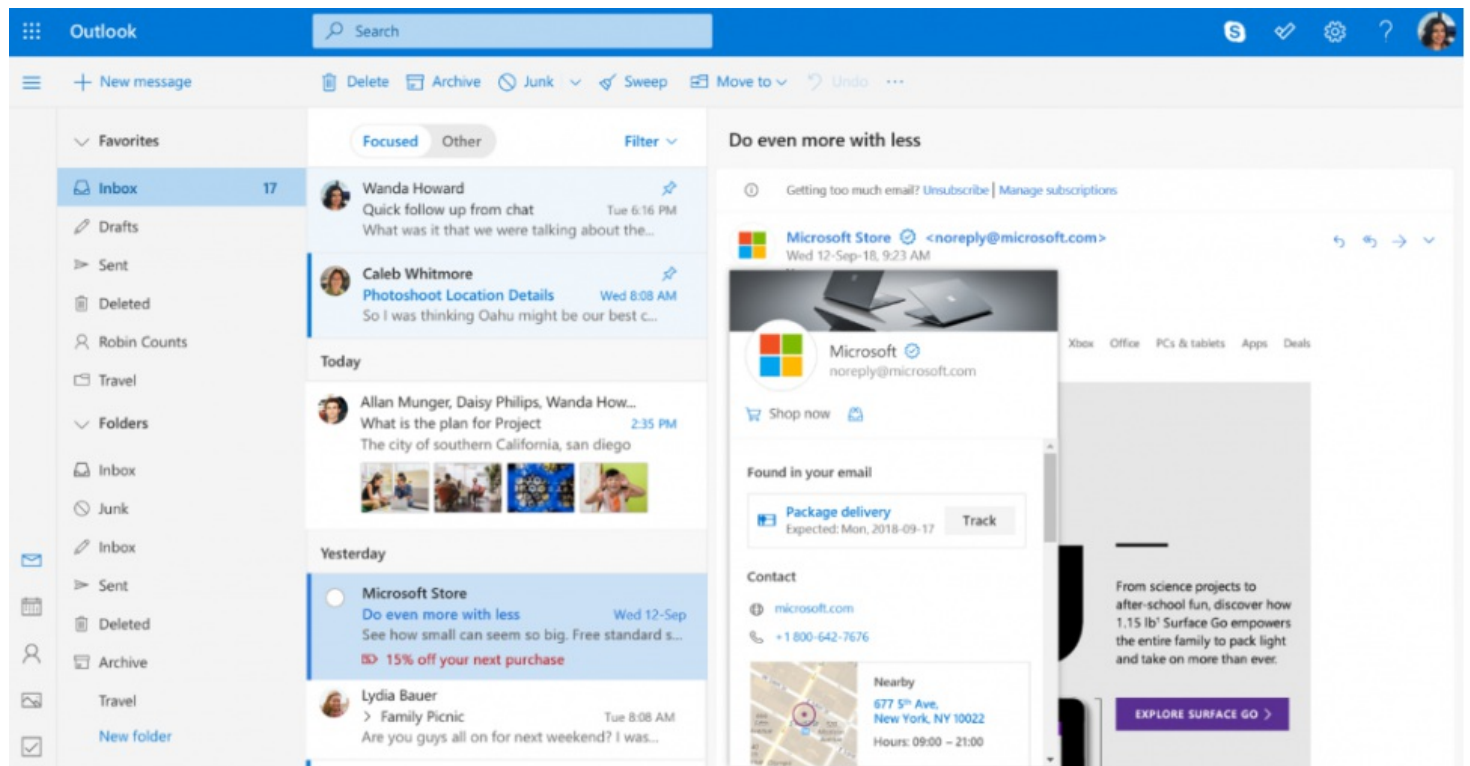 Outlook
Search
New message
Delete
Archive
Junk
Sweep
Move to
Undo
Favorites
Inbox 17
Drafts
Sent
Deleted
Robin Counts
Travel
Folders
Inbox
Junk
Inbox
Sent
Deleted
Archive
Travel
New folder
Focused
Other
Filter
Wanda Howard
Quick follow up from chat Tue 6:16 PM
What was it that we were talking about the...
Caleb Whitmore
Photoshoot Location Details Wed 8:08 AM
So I was thinking Oahu might be our best c...
Today
Allan Munger, Daisy Philips, Wanda How...
What is the plan for Project 2:35 PM
The city of southern California, san diego
Yesterday
Microsoft Store
Do even more with less Wed 12-Sep
See how small can seem so big. Free standard s...
15% off your next purchase
Lydia Bauer
> Family Picnic Tue 8:08 AM
Are you guys all on for next weekend? I was...
Do even more with less
Getting too much email? Unsubscribe | Manage subscriptions
Microsoft Store <noreply@microsoft.com>
Wed 12-Sep-18, 9:23 AM
Microsoft
noreply@microsoft.com
Shop now
Found in your email
Package delivery
Expected: Mon, 2018-09-17
Track
Contact
microsoft.com
+1 800-642-7676
Nearby
677 5th Ave,
New York, NY 10022
Hours: 09:00 – 21:00
Xbox Office PCs & tablets Apps Deals
From science projects to
after-school fun, discover how
1.15 lb¹ Surface Go empowers
the entire family to pack light
and take on more than ever.
EXPLORE SURFACE GO >